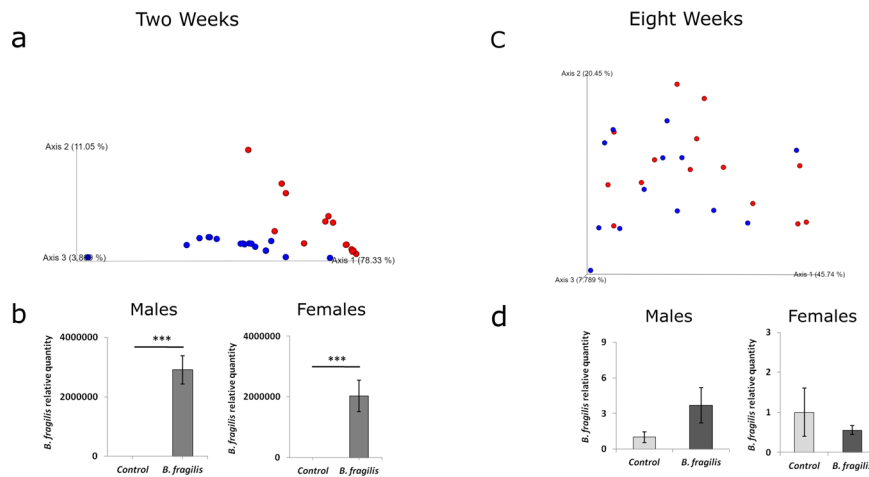 Two Weeks
a
Axis 2 (11.05 %)
Axis 1 (78.33 %)
b
Males
B. fragilis relative quantity
4000000
2000000
0
***
Control
B. fragilis
Females
B. fragilis relative quantity
4000000
2000000
0
***
Control
B. fragilis
Eight Weeks
c
Axis 2 (20.45 %)
Axis 3 (7.789 %)
Axis 1 (45.74 %)
d
Males
B. fragilis relative quantity
9
6
3
0
Control
B. fragilis
Females
B. fragilis relative quantity
3
2
1
0
Control
B. fragilis